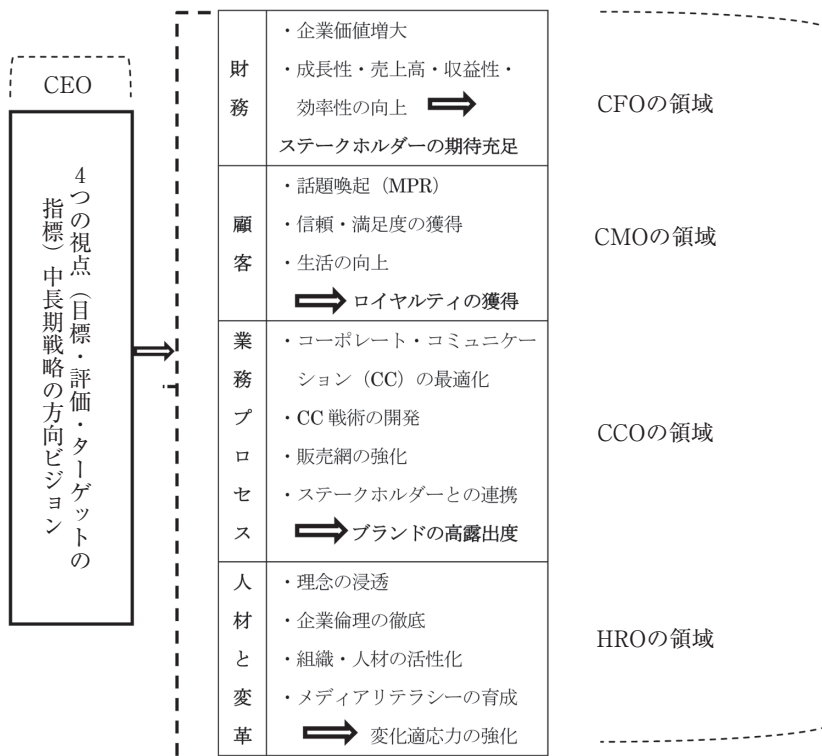 CEO
4つの視点(目標・評価・ターゲットの
指標)中長期戦略の方向ビジョン
財務
・企業価値増大
・成長性・売上高・収益性・
効率性の向上
ステークホルダーの期待充足
CFOの領域
顧客
・話題喚起(MPR)
・信頼・満足度の獲得
・生活の向上
ロイヤルティの獲得
CMOの領域
業務プロセス
・コーポレート・コミュニケー
ション(CC)の最適化
・CC 戦術の開発
・販売網の強化
・ステークホルダーとの連携
ブランドの高露出度
CCOの領域
人材と変革
・理念の浸透
・企業倫理の徹底
・組織・人材の活性化
・メディアリテラシーの育成
変化適応力の強化
HROの領域